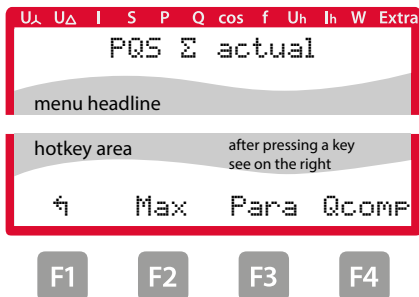 U⅄ U△ I S P Q cos f Uh Ih W Extra
PQS Σ actual
menu headline
hotkey area
after pressing a key
see on the right
↰ Max Para Qcomp
F1 F2 F3 F4